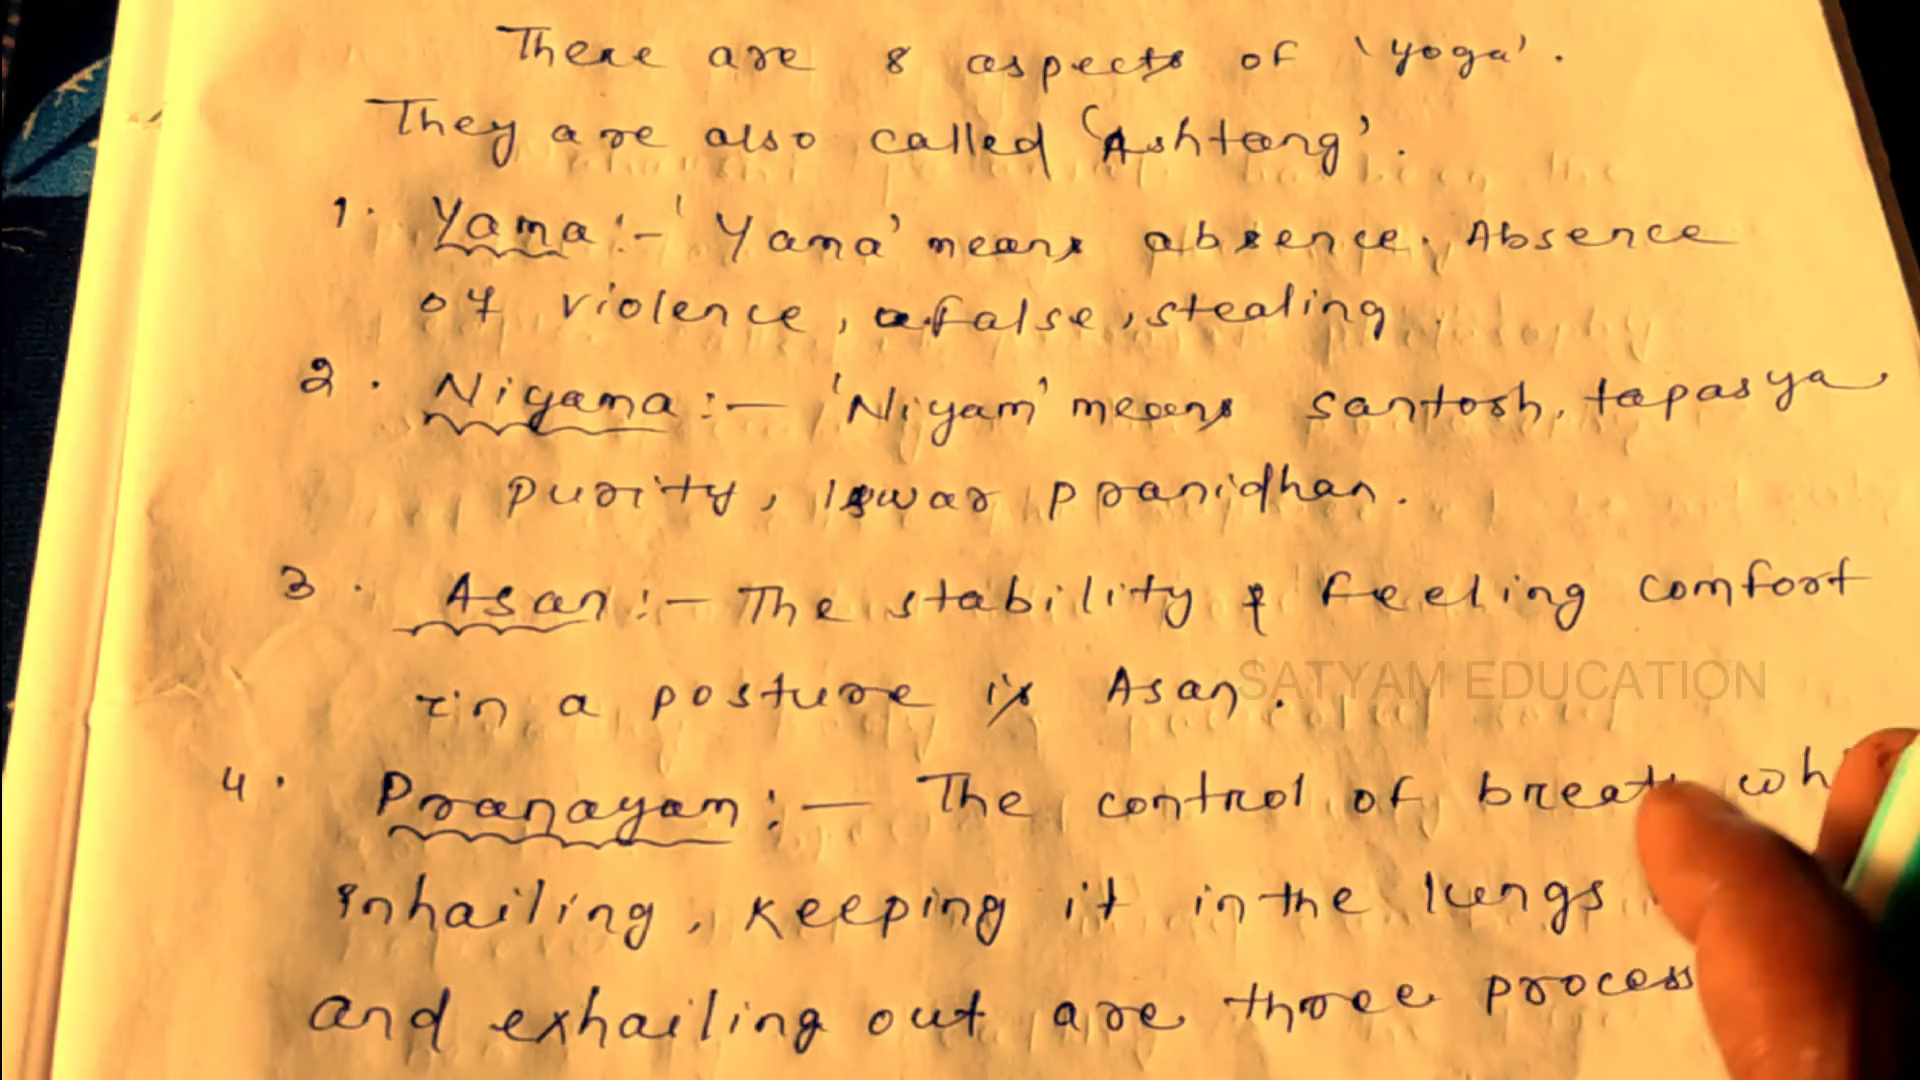 There are 8 aspects of 'yoga'.
They are also called 'Ashtang'.
1. Yama :- 'Yama' means absence. Absence
of violence, false, stealing
2. Niyama :- 'Niyam' means santosh, tapasya
purity, Iswar pranidhan.
3. Asan :- The stability & feeling comfort
in a posture is Asan.
SATYAM EDUCATION
4. Pranayam :- The control of
inhailing, keeping it in the lungs
and exhailing out are three process